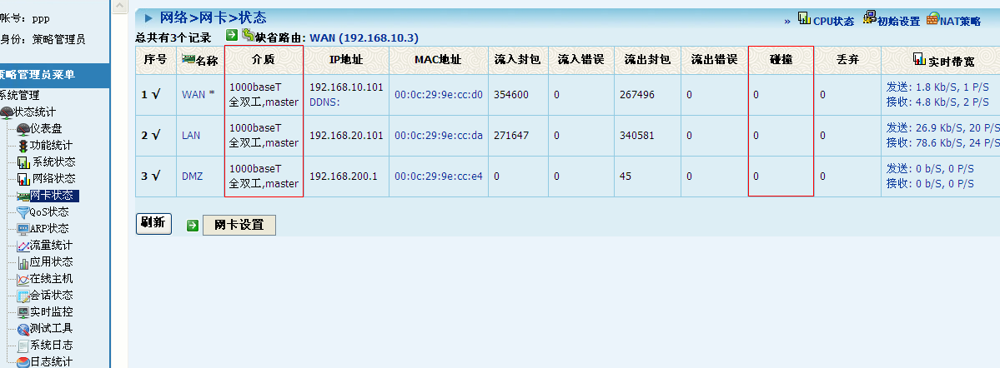 帐号：ppp
身份：策略管理员
策略管理员菜单
系统管理
状态统计
仪表盘
功能统计
系统状态
网络状态
网卡状态
QoS状态
ARP状态
流量统计
应用状态
在线主机
会话状态
实时监控
测试工具
系统日志
日志统计
网络>网卡>状态
» CPU状态 初始设置 NAT策略
总共有3个记录 缺省路由: WAN (192.168.10.3)
序号 名称 介质 IP地址 MAC地址 流入封包 流入错误 流出封包 流出错误 碰撞 丢弃 实时带宽
1 √ WAN * 1000baseT 全双工,master 192.168.10.101 DDNS: 00:0c:29:9e:cc:d0 354600 0 267496 0 0 0 发送: 1.8 Kb/S, 1 P/S 接收: 4.8 Kb/S, 2 P/S
2 √ LAN 1000baseT 全双工,master 192.168.20.101 00:0c:29:9e:cc:da 271647 0 340581 0 0 0 发送: 26.9 Kb/S, 20 P/S 接收: 78.6 Kb/S, 24 P/S
3 √ DMZ 1000baseT 全双工,master 192.168.200.1 00:0c:29:9e:cc:e4 0 0 45 0 0 0 发送: 0 b/S, 0 P/S 接收: 0 b/S, 0 P/S
刷新 网卡设置